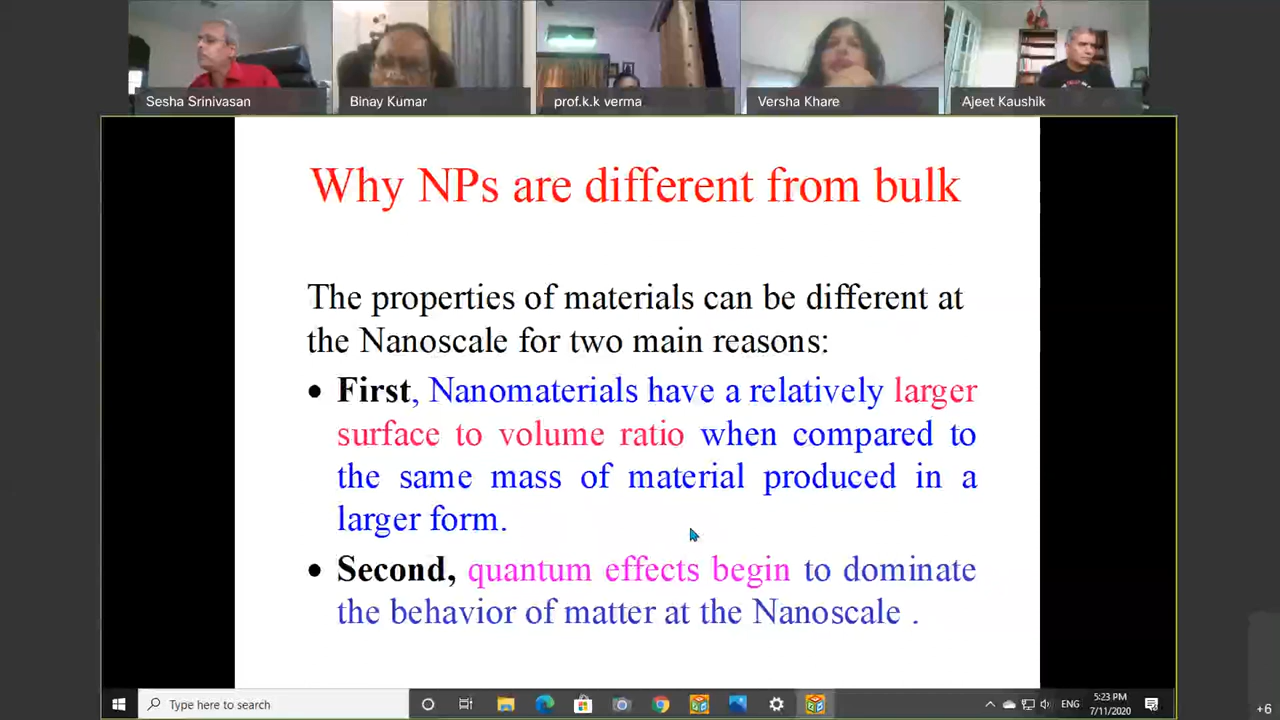 Sesha Srinivasan
Binay Kumar
prof.k.k verma
Versha Khare
Ajeet Kaushik
Why NPs are different from bulk
The properties of materials can be different at
the Nanoscale for two main reasons:
• First, Nanomaterials have a relatively larger
surface to volume ratio when compared to
the same mass of material produced in a
larger form.
• Second, quantum effects begin to dominate
the behavior of matter at the Nanoscale .
Type here to search
ENG
5:23 PM
7/11/2020
+6